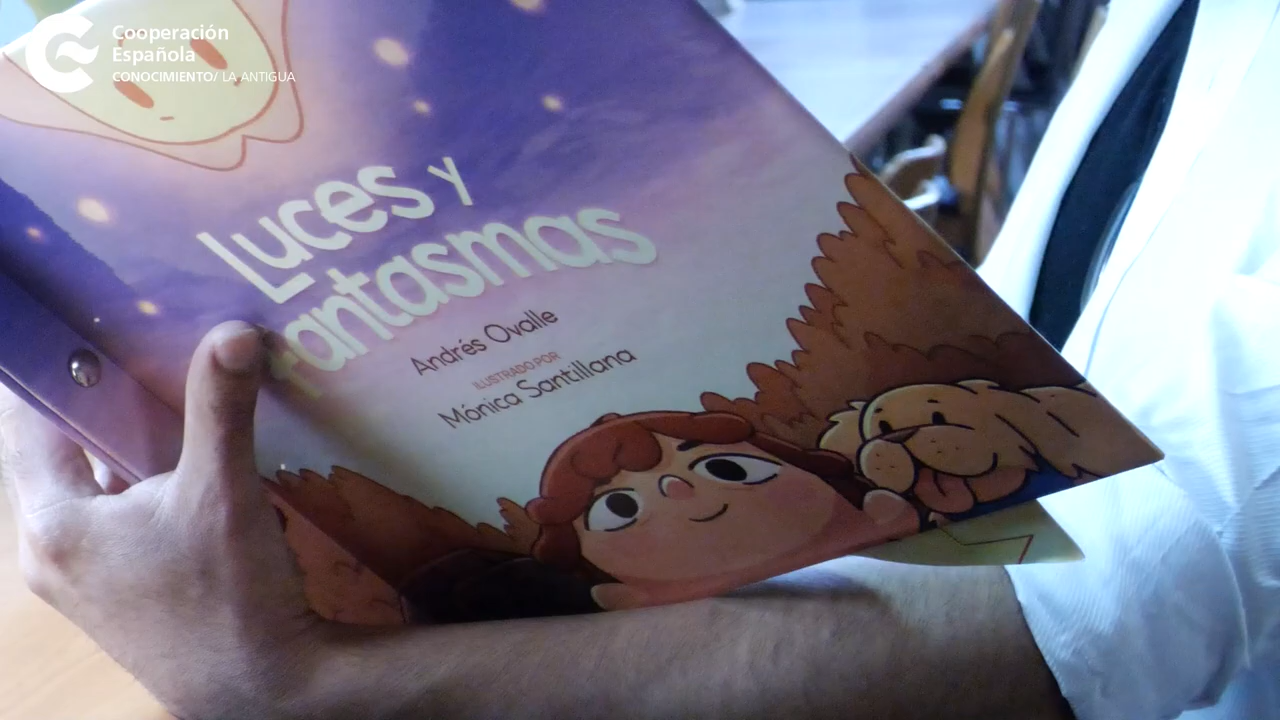 Cooperación
Española
CONOCIMIENTO/ LA ANTIGUA
Luces y
fantasmas
Andrés Ovalle
ILUSTRADO POR
Mónica Santillana